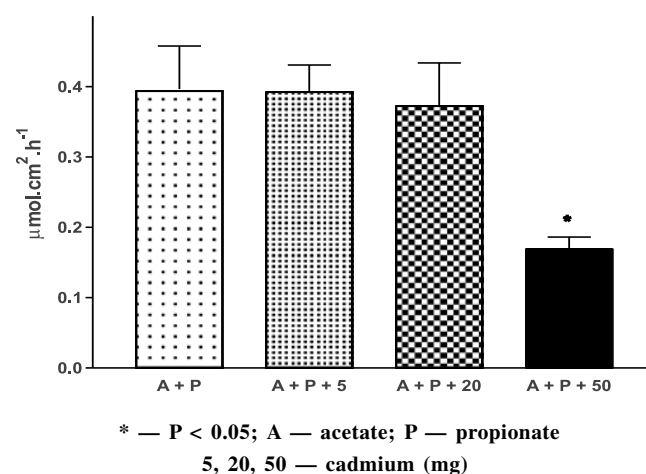 0.4
0.3
0.2
0.1
0.0
μmol.cm².h⁻¹
*
A + P
A + P + 5
A + P + 20
A + P + 50
* — P < 0.05; A — acetate; P — propionate
5, 20, 50 — cadmium (mg)